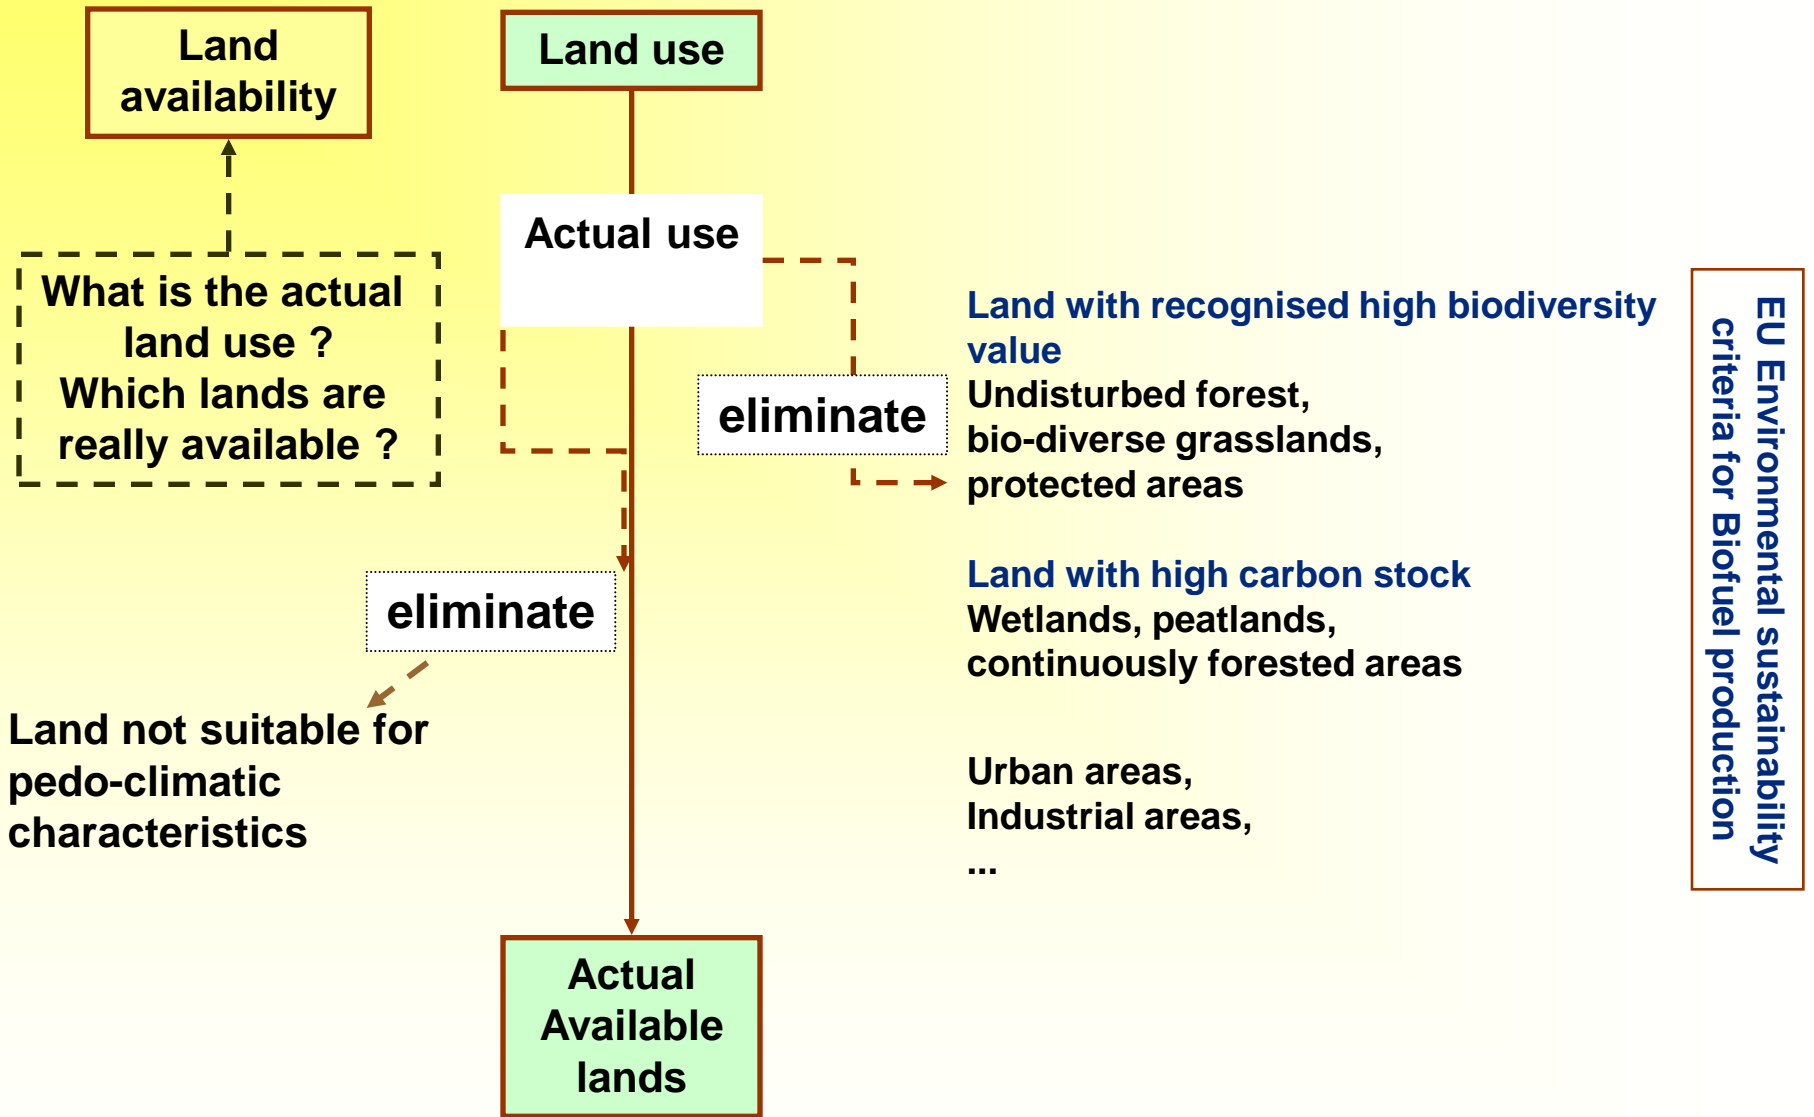 Land
availability
Land use
Actual use
What is the actual
land use ?
Which lands are
really available ?
eliminate
Land with recognised high biodiversity
value
Undisturbed forest,
bio-diverse grasslands,
protected areas
Land with high carbon stock
Wetlands, peatlands,
continuously forested areas
Urban areas,
Industrial areas,
...
EU Environmental sustainability
criteria for Biofuel production
eliminate
Land not suitable for
pedo-climatic
characteristics
Actual
Available
lands